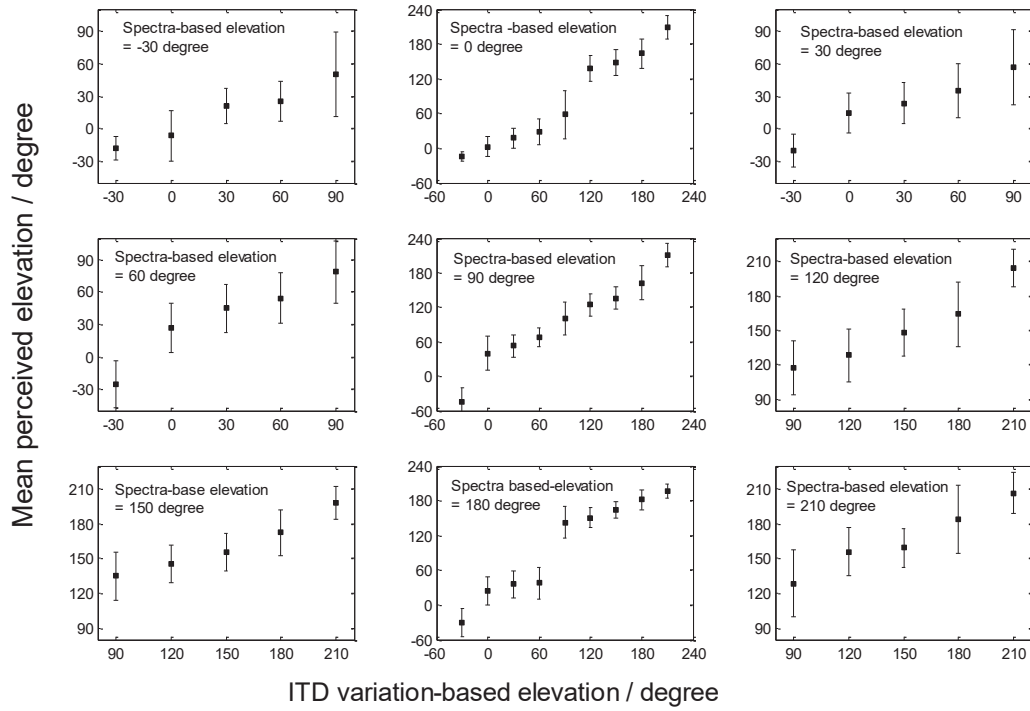 Mean perceived elevation / degree
Spectra-based elevation
= -30 degree
90
60
30
0
-30
-30 0 30 60 90
Spectra -based elevation
= 0 degree
240
180
120
60
0
-60
-60 0 60 120 180 240
Spectra-based elevation
= 30 degree
90
60
30
0
-30
-30 0 30 60 90
Spectra-based elevation
= 60 degree
90
60
30
0
-30
-30 0 30 60 90
Spectra-based elevation
= 90 degree
240
180
120
60
0
-60
-60 0 60 120 180 240
Spectra-based elevation
= 120 degree
210
180
150
120
90
90 120 150 180 210
Spectra-base elevation
= 150 degree
210
180
150
120
90
90 120 150 180 210
Spectra based-elevation
= 180 degree
240
180
120
60
0
-60
-60 0 60 120 180 240
Spectra-based elevation
= 210 degree
210
180
150
120
90
90 120 150 180 210
ITD variation-based elevation / degree